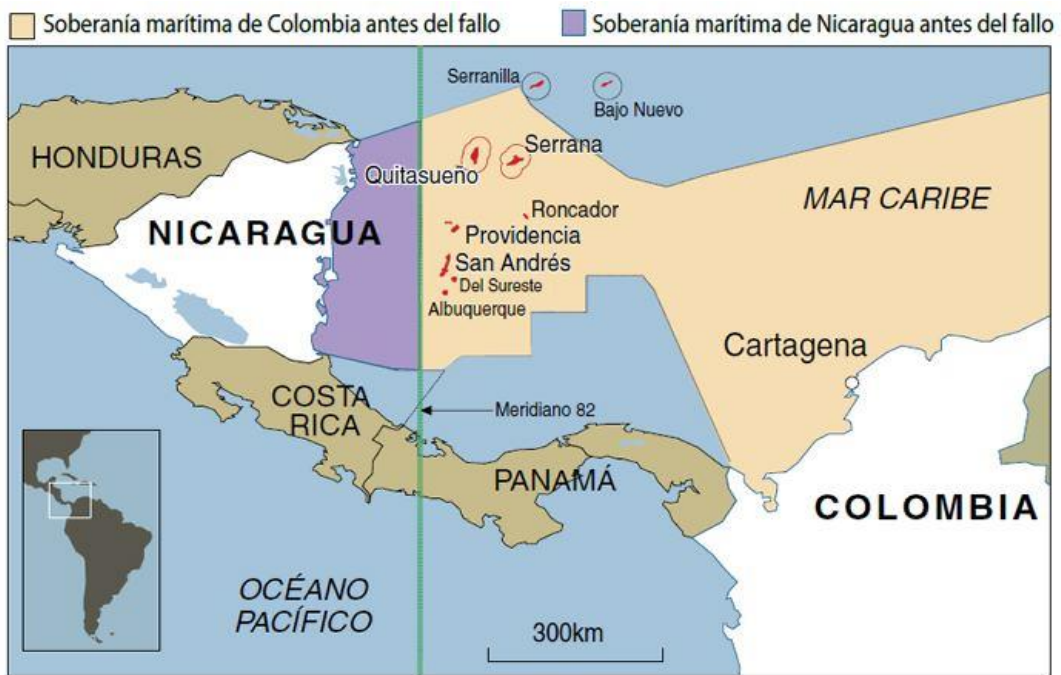 Soberanía marítima de Colombia antes del fallo
Soberanía marítima de Nicaragua antes del fallo
Serranilla
Bajo Nuevo
HONDURAS
Quitasueño
Serrana
MAR CARIBE
Roncador
NICARAGUA
Providencia
San Andrés
Del Sureste
Albuquerque
Cartagena
COSTA
RICA
Meridiano 82
PANAMÁ
COLOMBIA
OCÉANO
PACÍFICO
300km